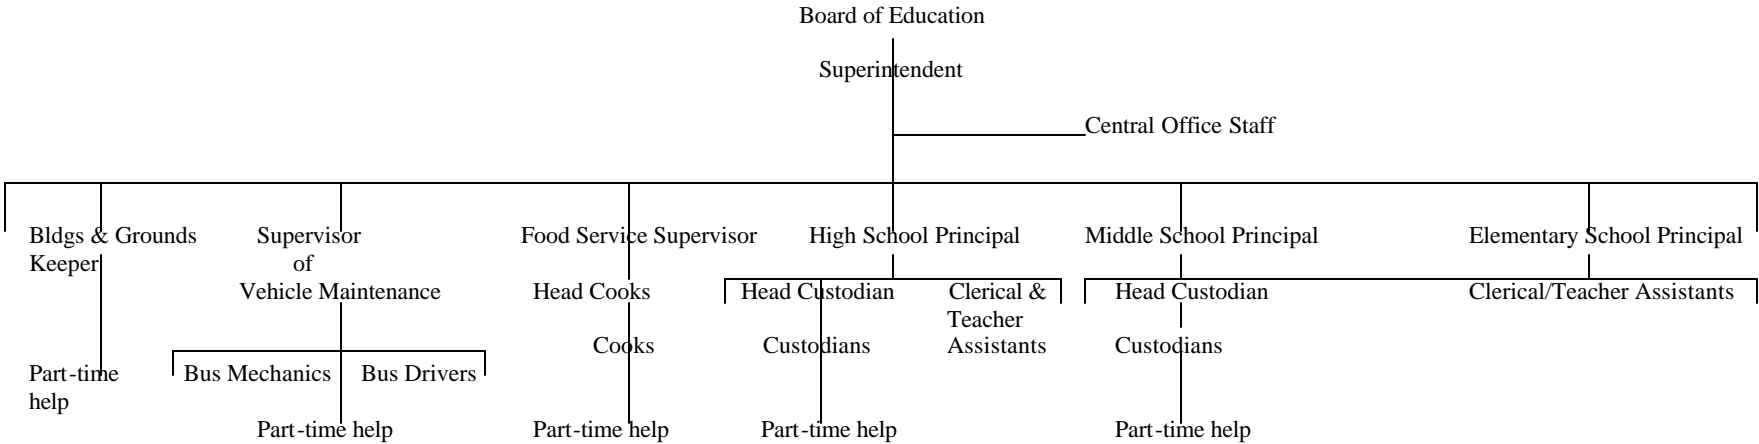 Board of Education
Superintendent
Central Office Staff
Bldgs & Grounds Keeper
Supervisor of Vehicle Maintenance
Food Service Supervisor
High School Principal
Middle School Principal
Elementary School Principal
Head Cooks
Head Custodian
Clerical &
Teacher
Assistants
Head Custodian
Clerical/Teacher Assistants
Cooks
Custodians
Custodians
Part-time
help
Bus Mechanics
Bus Drivers
Part-time help
Part-time help
Part-time help
Part-time help